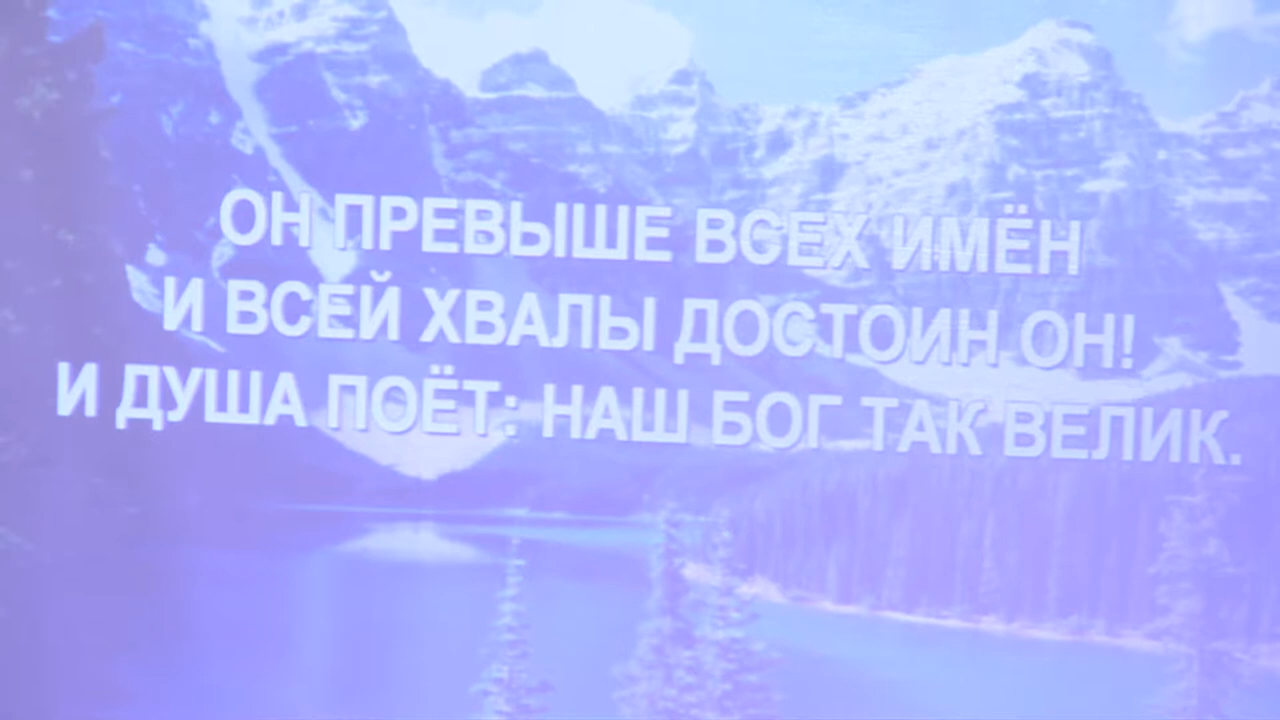 ОН ПРЕВЫШЕ ВСЕХ ИМЁН
И ВСЕЙ ХВАЛЫ ДОСТОИН ОН!
И ДУША ПОЁТ: НАШ БОГ ТАК ВЕЛИК.